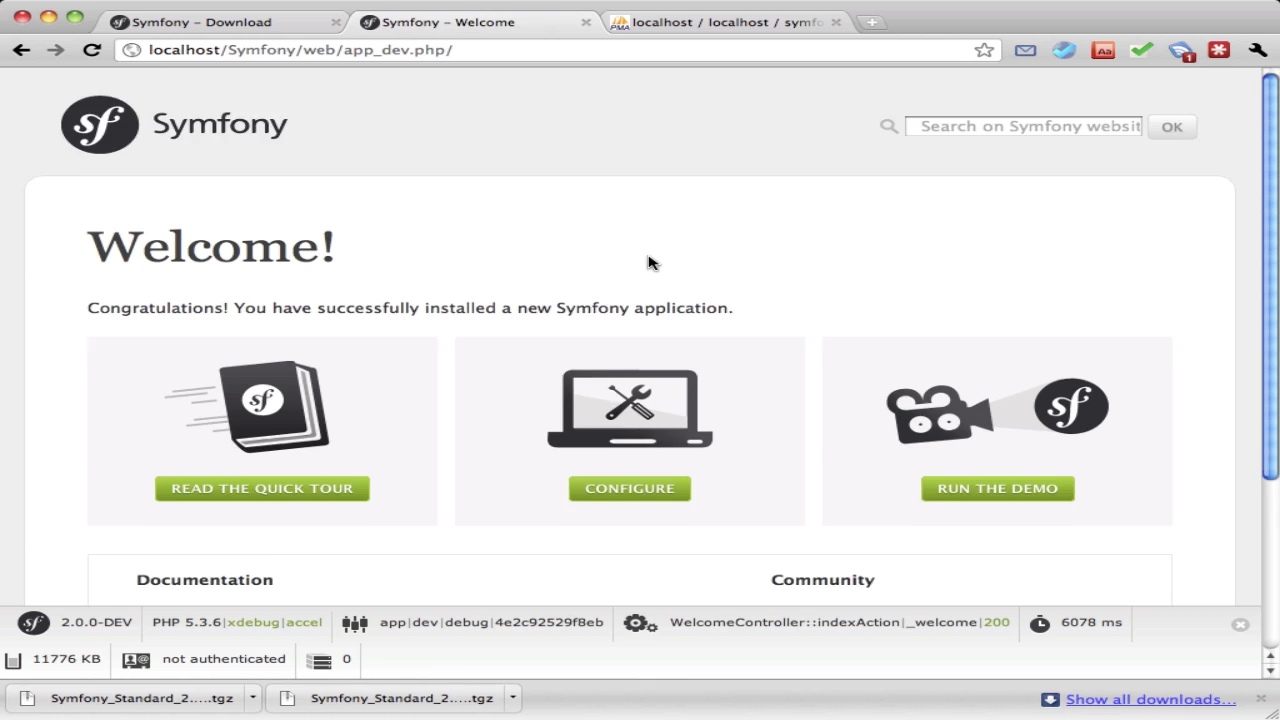 Symfony - Download
Symfony - Welcome
localhost / localhost / symfo
localhost/Symfony/web/app_dev.php/
Aa
1
sf Symfony
Search on Symfony websit
OK
Welcome!
Congratulations! You have successfully installed a new Symfony application.
READ THE QUICK TOUR
CONFIGURE
RUN THE DEMO
Documentation
Community
2.0.0-DEV
PHP 5.3.6|xdebug|accel
app|dev|debug|4e2c92529f8eb
WelcomeController::indexAction|_welcome|200
6078 ms
11776 KB
not authenticated
0
Symfony_Standard_2.....tgz
Symfony_Standard_2.....tgz
Show all downloads...